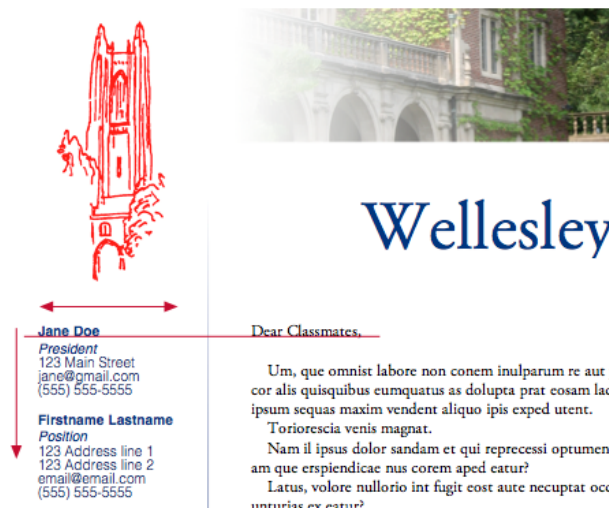 Wellesley
Jane Doe
President
123 Main Street
jane@gmail.com
(555) 555-5555
Firstname Lastname
Position
123 Address line 1
123 Address line 2
email@email.com
(555) 555-5555
Dear Classmates,
Um, que omnist labore non conem inulparum re aut
cor alis quisquibus eumquatus as dolupta prat eosam lac
ipsum sequas maxim vendent aliquo ipis exped utent.
Toriorescia venis magnat.
Nam il ipsus dolor sandam et qui reprecessi optumen
am que erspiendicae nus corem aped eatur?
Latus, volore nullorio int fugit eost aute necuptat occ
unturias ex eatur?